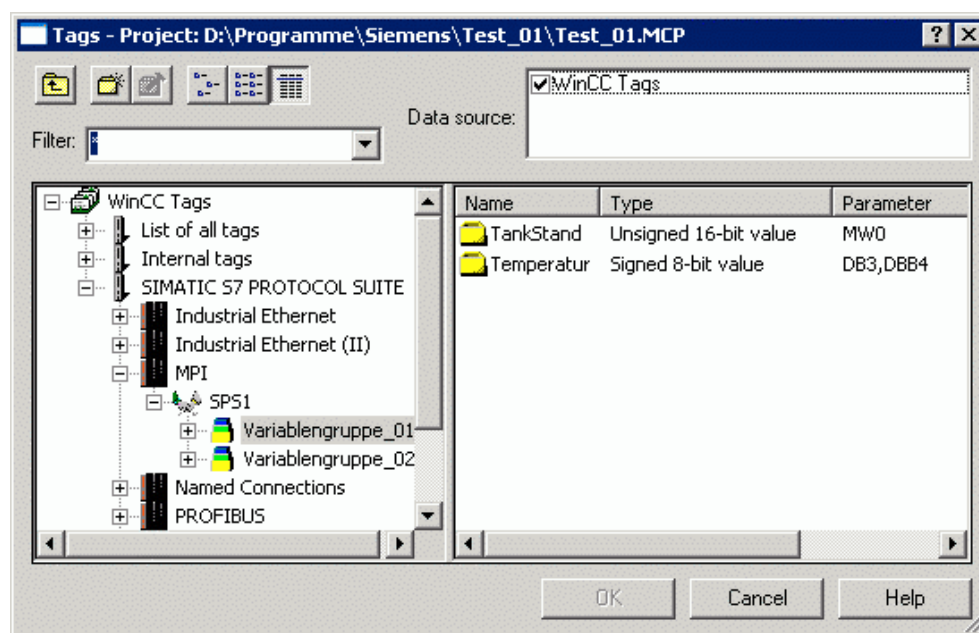 Tags - Project: D:\Programme\Siemens\Test_01\Test_01.MCP
Data source:
WinCC Tags
Filter: *
WinCC Tags
List of all tags
Internal tags
SIMATIC S7 PROTOCOL SUITE
Industrial Ethernet
Industrial Ethernet (II)
MPI
SPS1
Variablengruppe_01
Variablengruppe_02
Named Connections
PROFIBUS
Name Type Parameter
TankStand Unsigned 16-bit value MW0
Temperatur Signed 8-bit value DB3,DBB4
OK Cancel Help